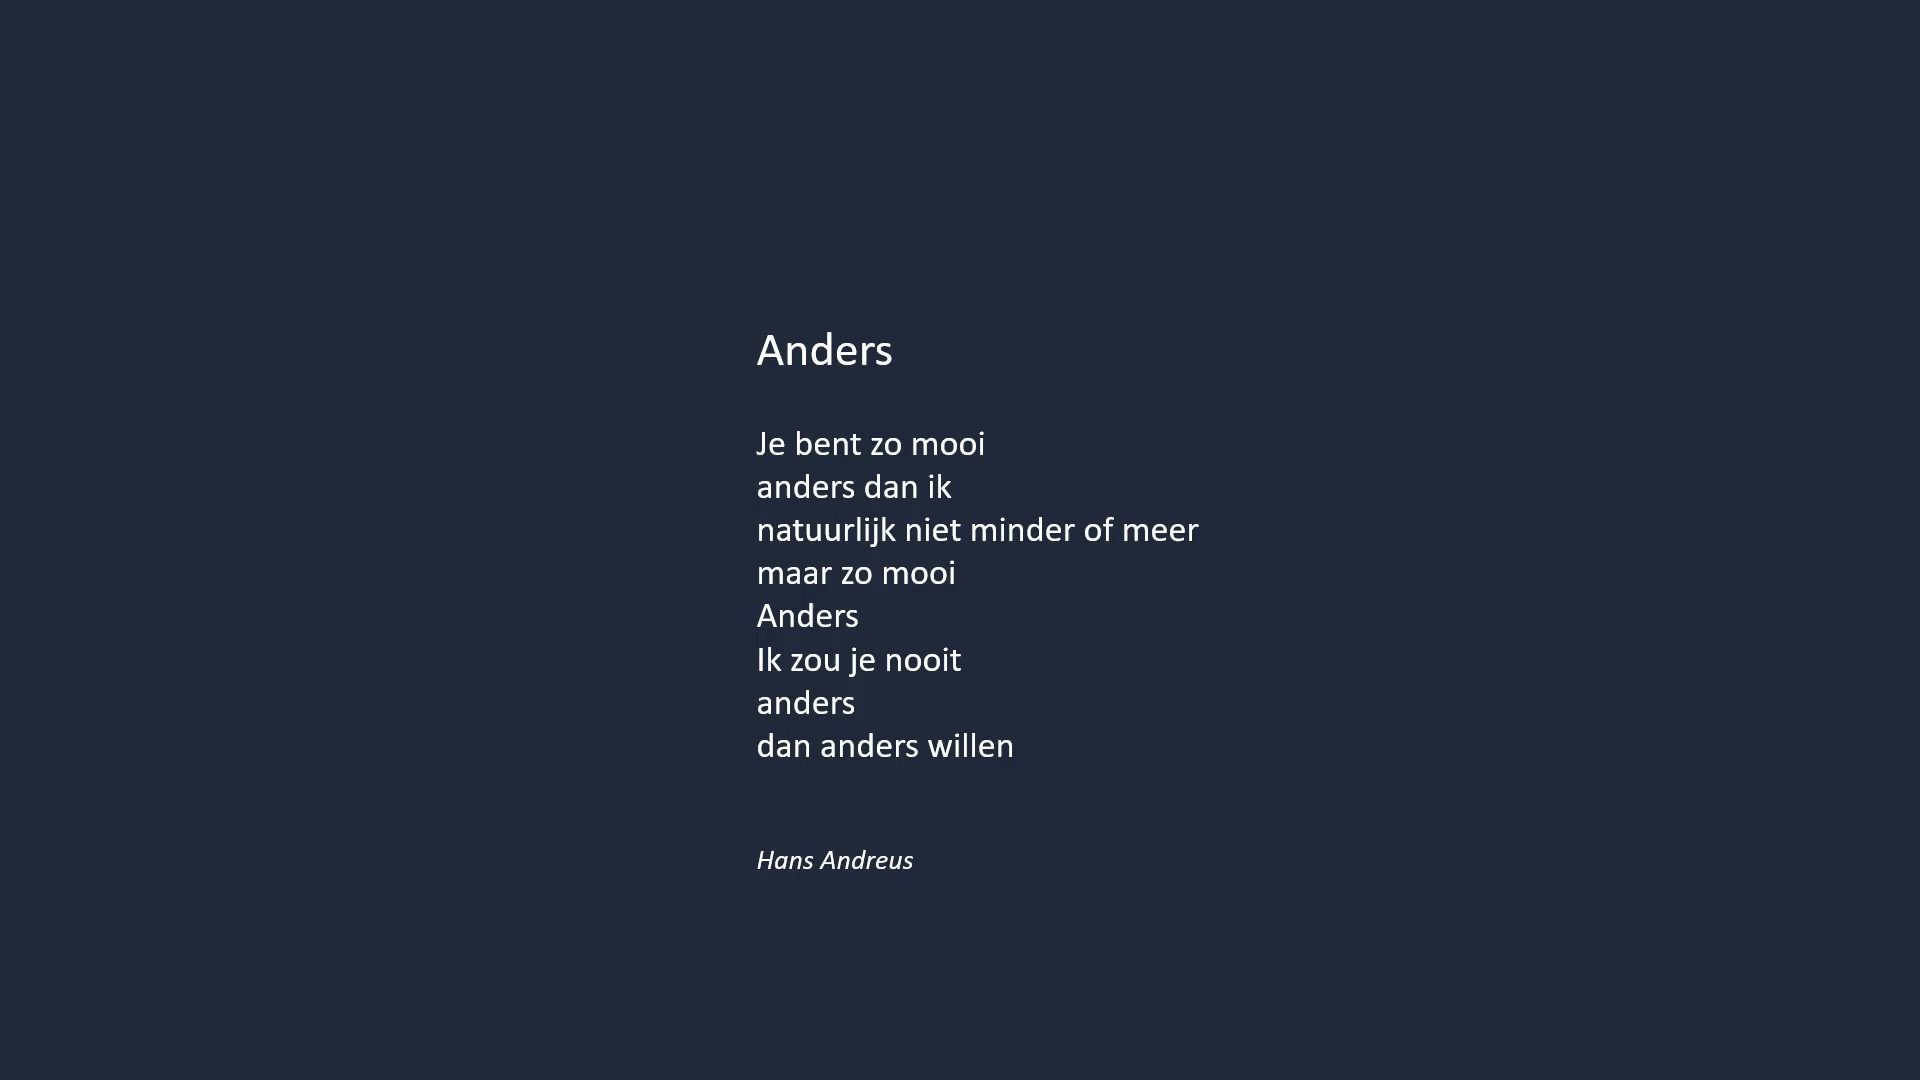 Anders
Je bent zo mooi
anders dan ik
natuurlijk niet minder of meer
maar zo mooi
Anders
Ik zou je nooit
anders
dan anders willen
Hans Andreus